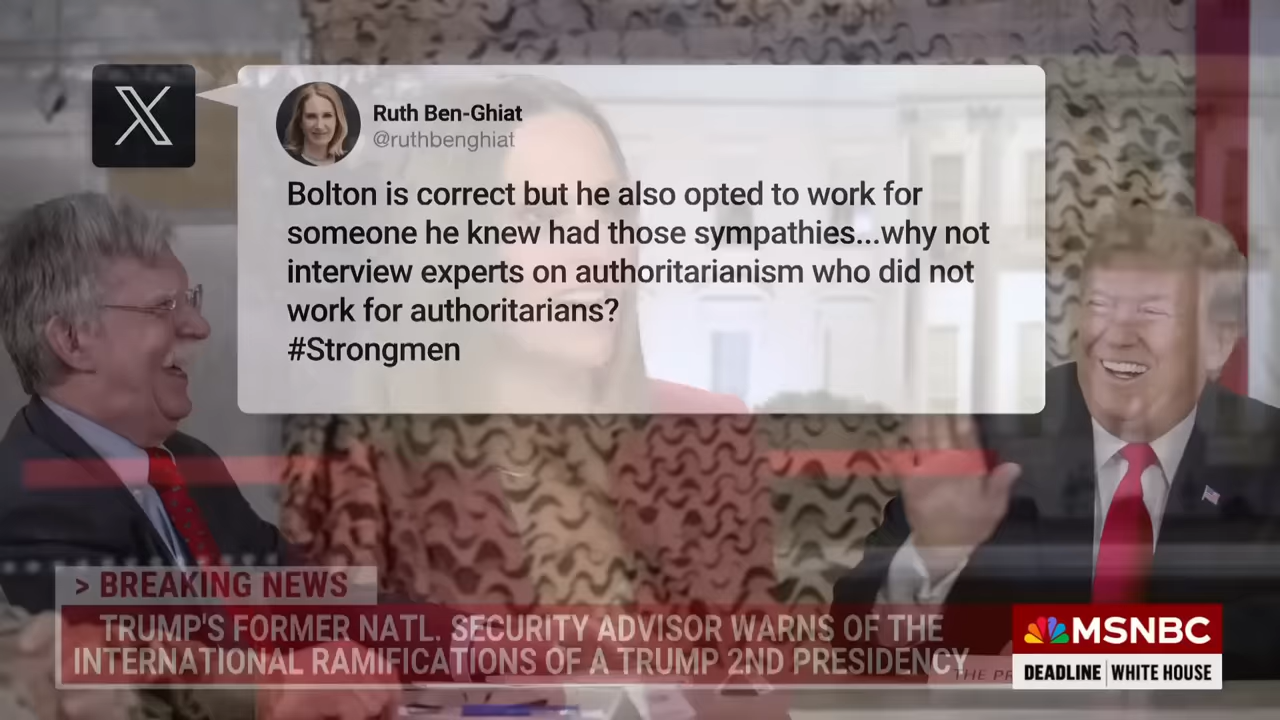 X
Ruth Ben-Ghiat
@ruthbenghiat
Bolton is correct but he also opted to work for
someone he knew had those sympathies...why not
interview experts on authoritarianism who did not
work for authoritarians?
#Strongmen
> BREAKING NEWS
TRUMP'S FORMER NATL. SECURITY ADVISOR WARNS OF THE
INTERNATIONAL RAMIFICATIONS OF A TRUMP 2ND PRESIDENCY
THE
MSNBC
DEADLINE | WHITE HOUSE